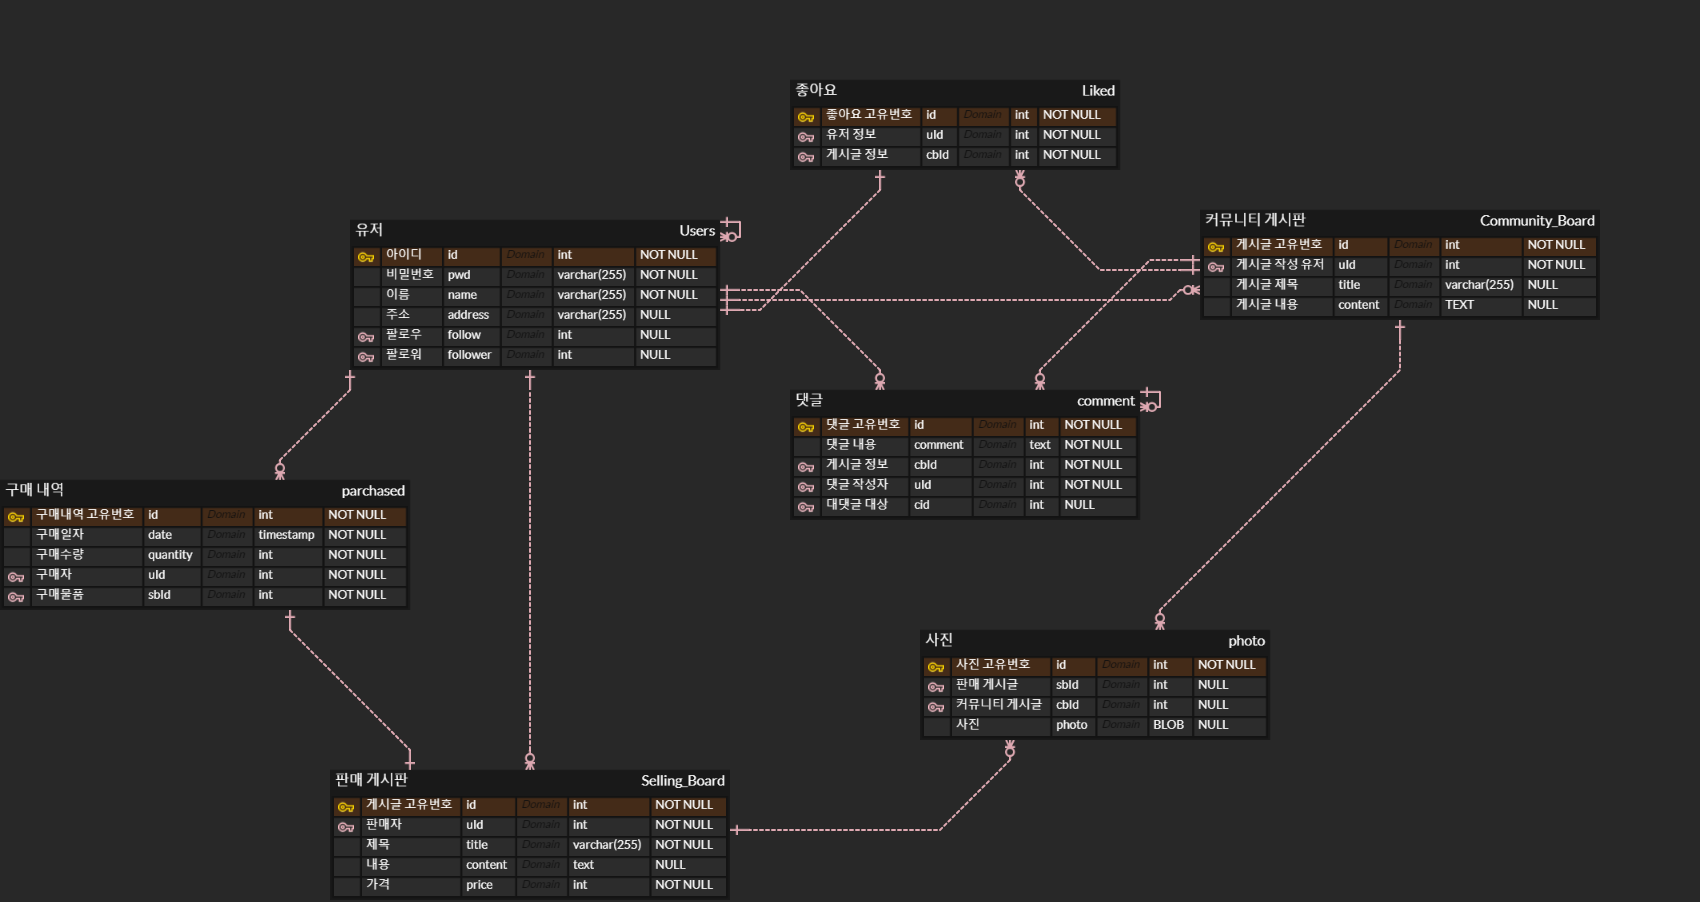 좋아요 Liked
좋아요 고유번호 id Domain int NOT NULL
유저 정보 uId Domain int NOT NULL
게시글 정보 cbId Domain int NOT NULL
유저 Users
아이디 id Domain int NOT NULL
비밀번호 pwd Domain varchar(255) NOT NULL
이름 name Domain varchar(255) NOT NULL
주소 address Domain varchar(255) NULL
팔로우 follow Domain int NULL
팔로워 follower Domain int NULL
커뮤니티 게시판 Community_Board
게시글 고유번호 id Domain int NOT NULL
게시글 작성 유저 uId Domain int NOT NULL
게시글 제목 title Domain varchar(255) NULL
게시글 내용 content Domain TEXT NULL
댓글 comment
댓글 고유번호 id Domain int NOT NULL
댓글 내용 comment Domain text NOT NULL
게시글 정보 cbId Domain int NOT NULL
댓글 작성자 uId Domain int NOT NULL
대댓글 대상 cid Domain int NULL
구매 내역 parchased
구매내역 고유번호 id Domain int NOT NULL
구매일자 date Domain timestamp NOT NULL
구매수량 quantity Domain int NOT NULL
구매자 uId Domain int NOT NULL
구매물품 sbId Domain int NOT NULL
사진 photo
사진 고유번호 id Domain int NOT NULL
판매 게시글 sbId Domain int NULL
커뮤니티 게시글 cbId Domain int NULL
사진 photo Domain BLOB NULL
판매 게시판 Selling_Board
게시글 고유번호 id Domain int NOT NULL
판매자 uId Domain int NOT NULL
제목 title Domain varchar(255) NOT NULL
내용 content Domain text NULL
가격 price Domain int NOT NULL